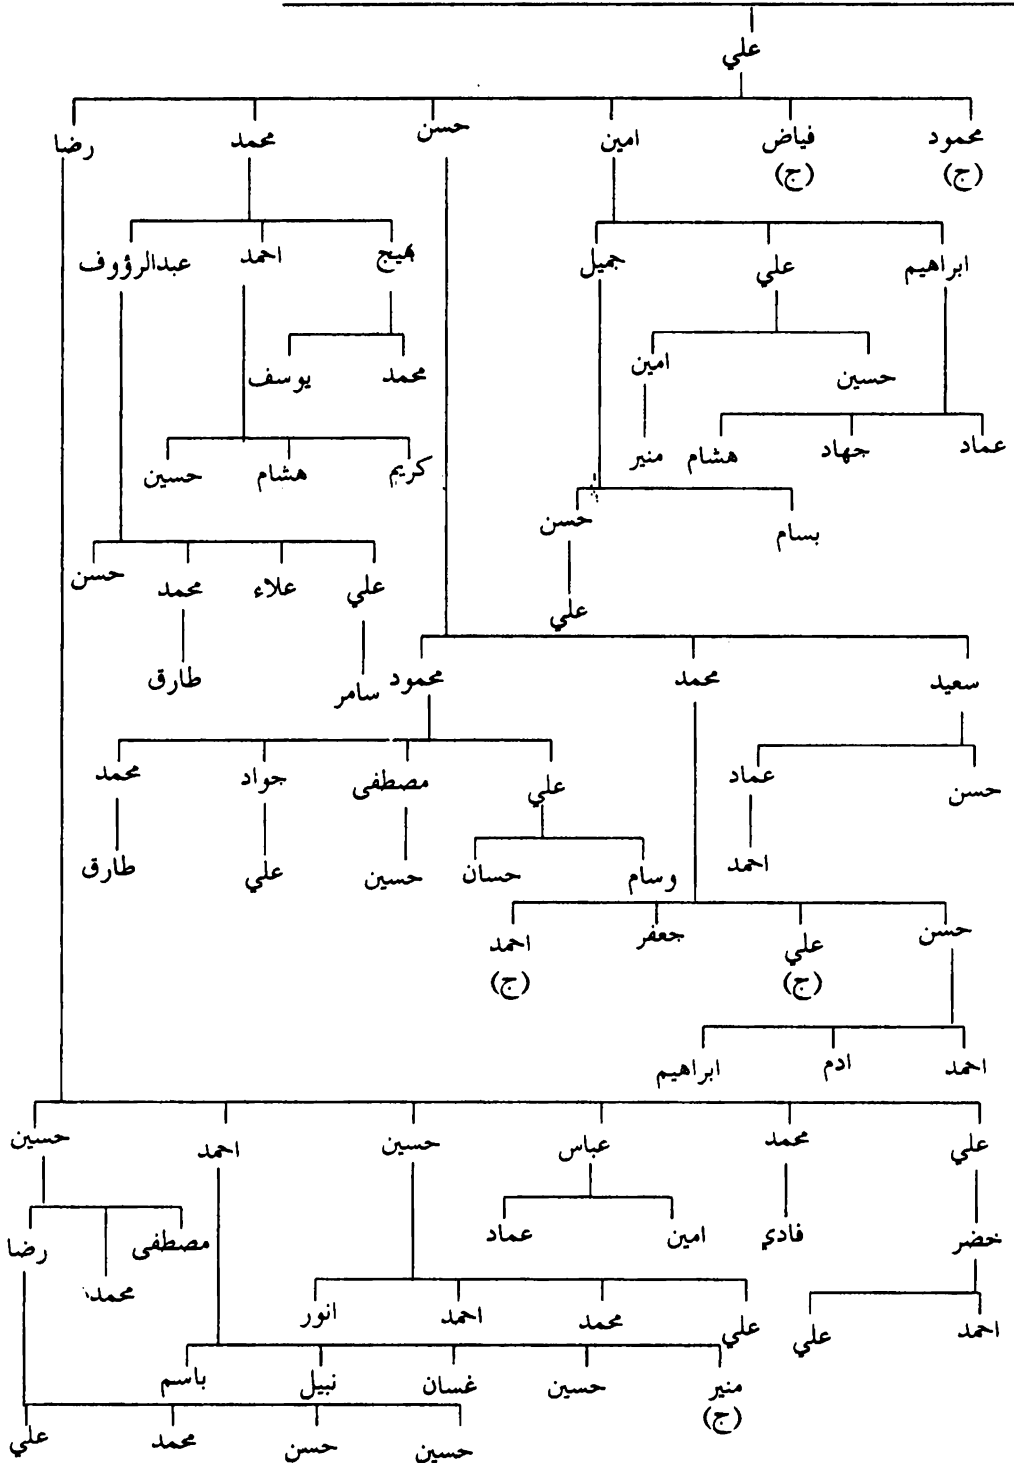 علي
محمود فياض امين حسن محمد رضا
(ج) (ج)
ابراهيم علي جميل بهيج احمد عبدالرؤوف
حسين امين محمد يوسف
عماد جهاد هشام منير كريم هشام حسين
بسام حسن
علي علاء محمد حسن
علي
سعيد محمد محمود سامر طارق
حسن عماد علي مصطفى جواد محمد
احمد وسام حسان حسين علي طارق
حسن علي جعفر احمد
(ج) (ج)
احمد ادم ابراهيم
علي محمد عباس حسين احمد حسين
خضر فادي امين عماد مصطفى رضا
محمد
احمد علي علي محمد احمد انور
منير حسين غسان نبيل باسم
(ج)
حسين حسن محمد علي